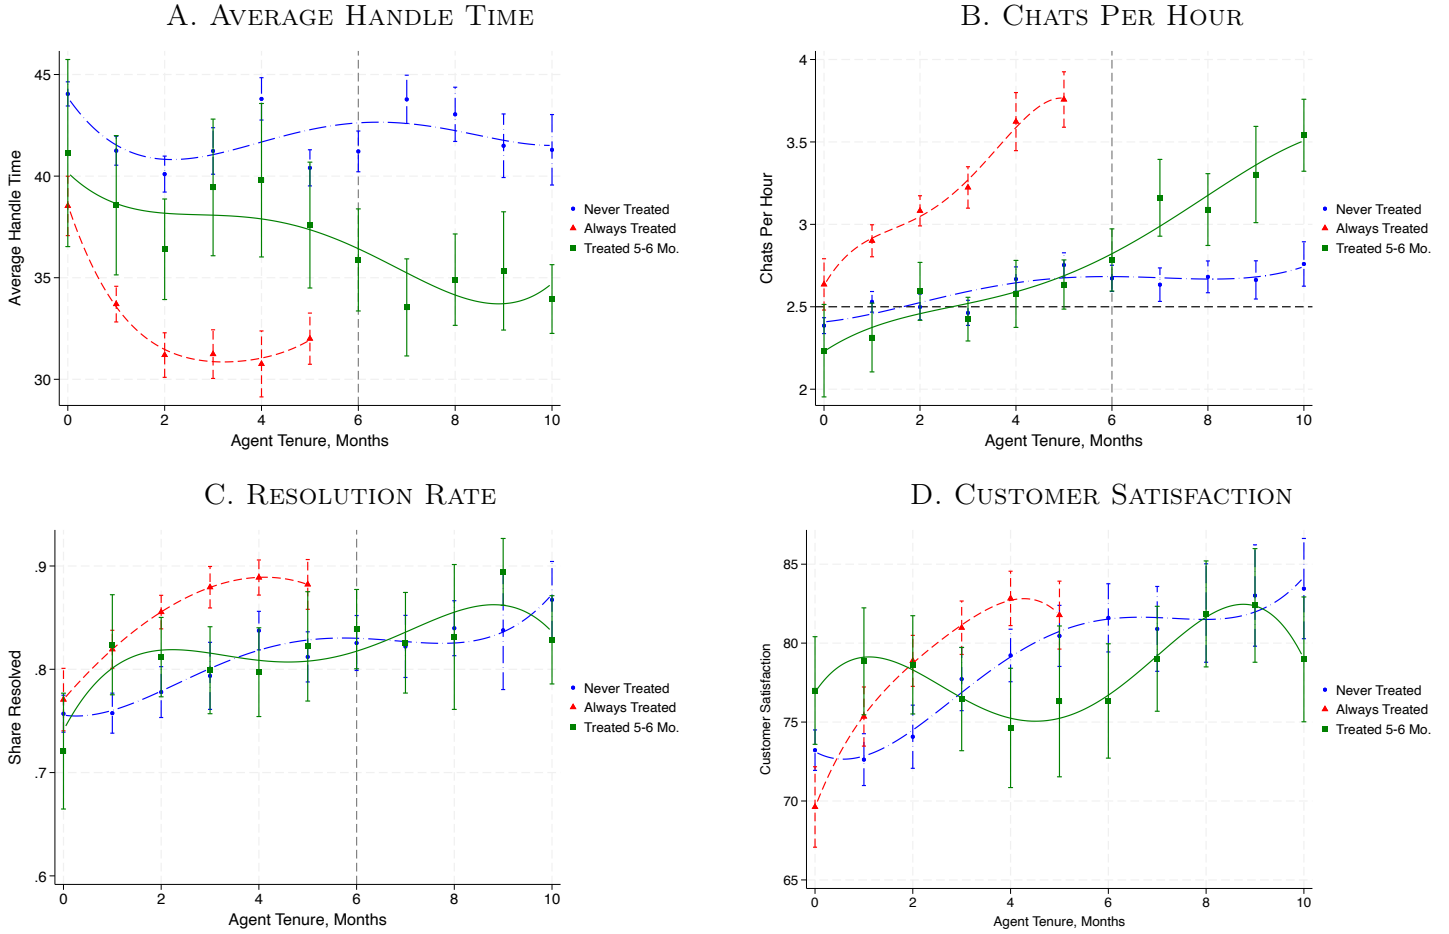 A. Average Handle Time
45
40
35
30
0 2 4 6 8 10
Average Handle Time
Agent Tenure, Months
Never Treated
Always Treated
Treated 5-6 Mo.
B. Chats Per Hour
4
3.5
3
2.5
2
0 2 4 6 8 10
Chats Per Hour
Agent Tenure, Months
Never Treated
Always Treated
Treated 5-6 Mo.
C. Resolution Rate
.9
.8
.7
.6
0 2 4 6 8 10
Share Resolved
Agent Tenure, Months
Never Treated
Always Treated
Treated 5-6 Mo.
D. Customer Satisfaction
85
80
75
70
65
0 2 4 6 8 10
Customer Satisfaction
Agent Tenure, Months
Never Treated
Always Treated
Treated 5-6 Mo.